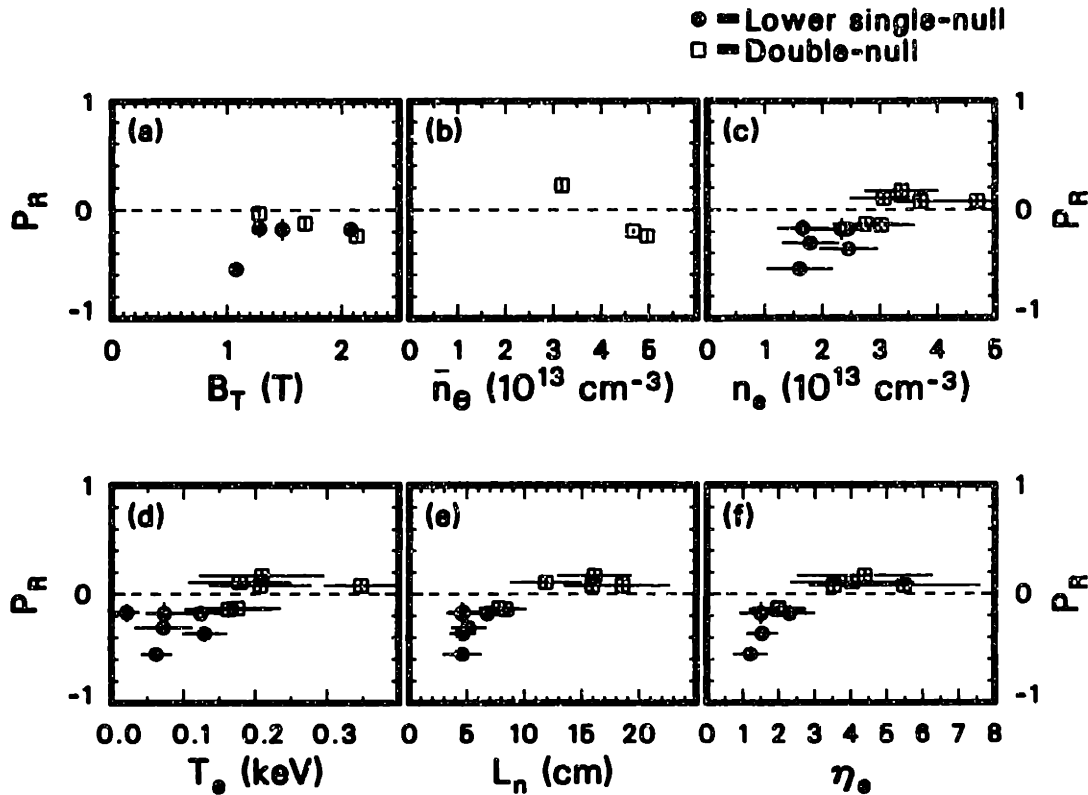 ● = Lower single-null
□ = Double-null
1
0
-1
P_R
(a)
(b)
(c)
1
0
-1
P_R
0 1 2
0 1 2 3 4 5
0 1 2 3 4 5
B_T (T)
n̄_e (10^13 cm^-3)
n_e (10^13 cm^-3)
1
0
-1
P_R
(d)
(e)
(f)
1
0
-1
P_R
0.0 0.1 0.2 0.3
0 5 10 15 20
0 1 2 3 4 5 6 7 8
T_e (keV)
L_n (cm)
η_e